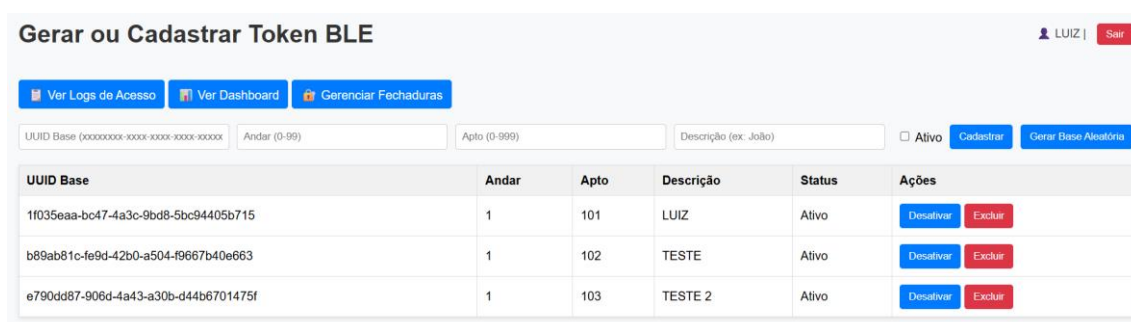 Gerar ou Cadastrar Token BLE
LUIZ | Sair
Ver Logs de Acesso Ver Dashboard Gerenciar Fechaduras
UUID Base (xxxxxxxx-xxxx-xxxx-xxxx-xxxxx Andar (0-99) Apto (0-999) Descrição (ex: João) Ativo Cadastrar Gerar Base Aleatória
UUID Base Andar Apto Descrição Status Ações
1f035eaa-bc47-4a3c-9bd8-5bc94405b715 1 101 LUIZ Ativo Desativar Excluir
b89ab81c-fe9d-42b0-a504-f9667b40e663 1 102 TESTE Ativo Desativar Excluir
e790dd87-906d-4a43-a30b-d44b6701475f 1 103 TESTE 2 Ativo Desativar Excluir